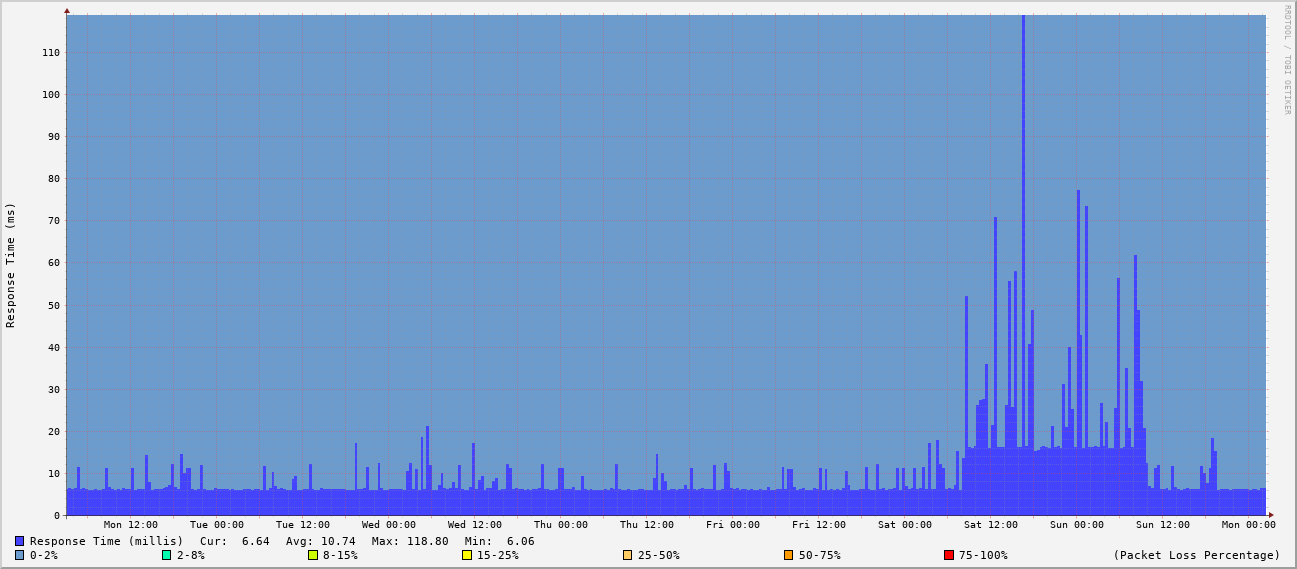 RRDTOOL / TOBI OETIKER
Response Time (ms)
110
100
90
80
70
60
50
40
30
20
10
0
Mon 12:00 Tue 00:00 Tue 12:00 Wed 00:00 Wed 12:00 Thu 00:00 Thu 12:00 Fri 00:00 Fri 12:00 Sat 00:00 Sat 12:00 Sun 00:00 Sun 12:00 Mon 00:00
Response Time (millis) Cur: 6.64 Avg: 10.74 Max: 118.80 Min: 6.06
0-2% 2-8% 8-15% 15-25% 25-50% 50-75% 75-100% (Packet Loss Percentage)